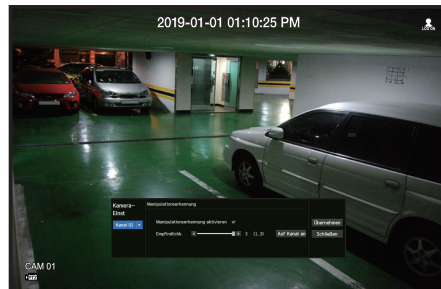 2019-01-01 01:10:25 PM
LOG ON
Kamera-
Einst
Manipulationserkennung
Kanal 01
Manipulationserkennung aktivieren
Empfindlichk.
3 (1..3)
Auf Kanal an
Übernehmen
Schließen
CAM 01
PTZ